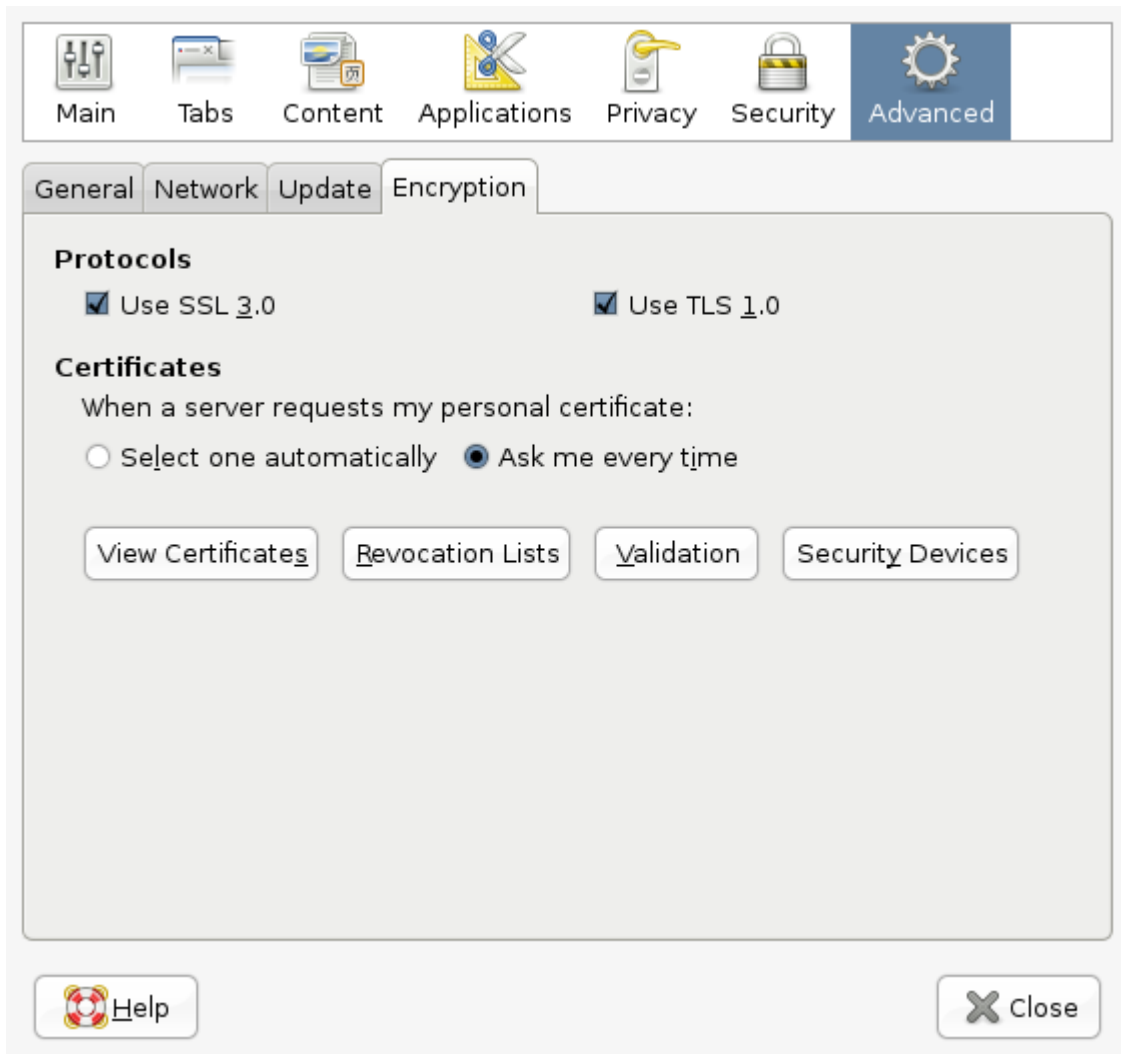 Main Tabs Content Applications Privacy Security Advanced
General Network Update Encryption
Protocols
Use SSL 3.0 Use TLS 1.0
Certificates
When a server requests my personal certificate:
Select one automatically Ask me every time
View Certificates Revocation Lists Validation Security Devices
Help Close